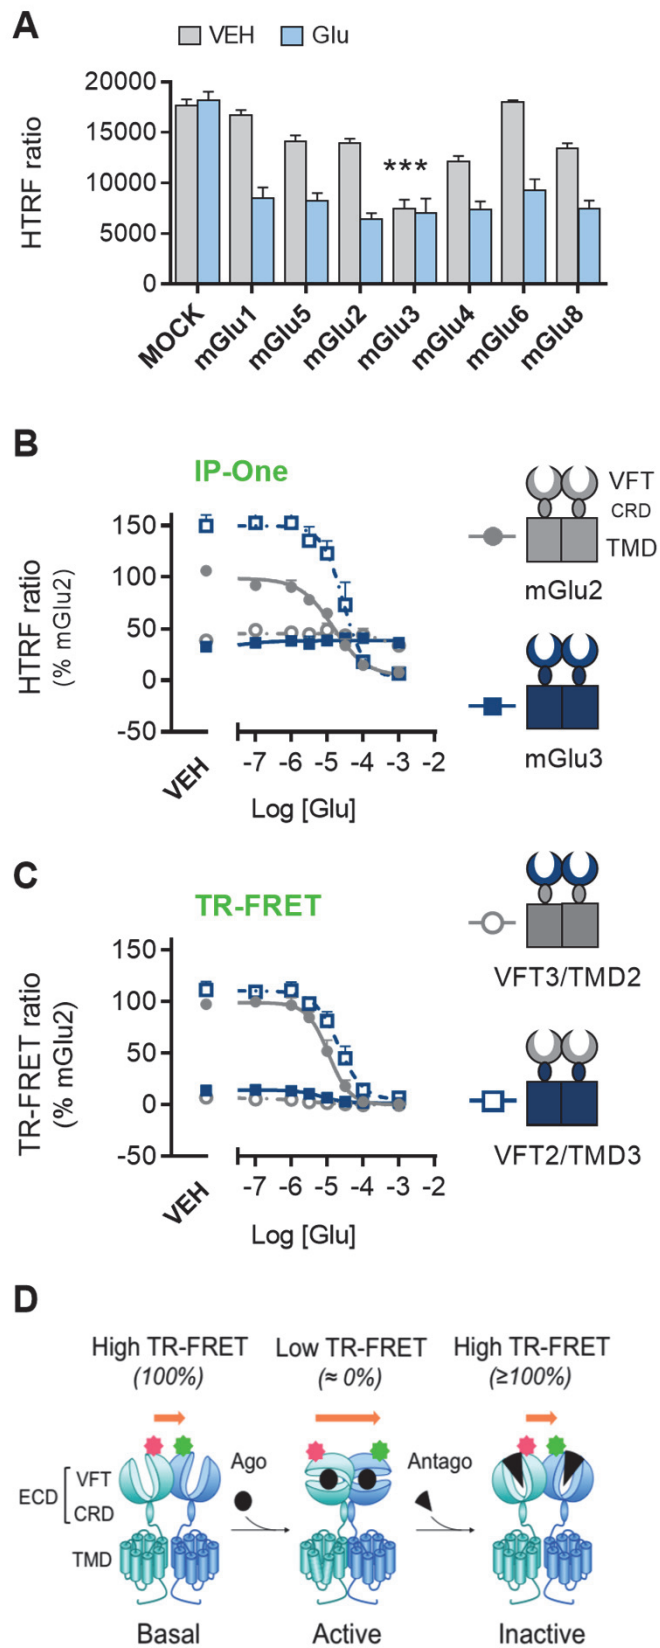 A
VEH Glu
HTRF ratio
20000
15000
10000
5000
0
***
MOCK mGlu1 mGlu5 mGlu2 mGlu3 mGlu4 mGlu6 mGlu8
B
IP-One
HTRF ratio
(% mGlu2)
150
100
50
0
-50
VEH -7 -6 -5 -4 -3 -2
Log [Glu]
VFT
CRD
TMD
mGlu2
mGlu3
C
TR-FRET
TR-FRET ratio
(% mGlu2)
150
100
50
0
-50
VEH -7 -6 -5 -4 -3 -2
Log [Glu]
VFT3/TMD2
VFT2/TMD3
D
High TR-FRET Low TR-FRET High TR-FRET
(100%) (≈ 0%) (≥100%)
Ago Antago
ECD VFT
CRD
TMD
Basal Active Inactive